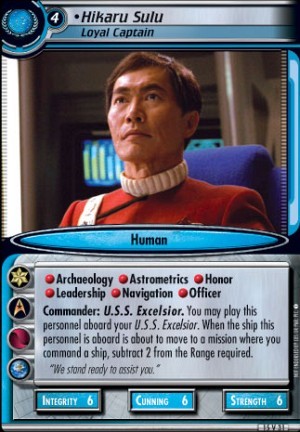 4 •Hikaru Sulu
Loyal Captain
Human
Archaeology Astrometrics Honor
Leadership Navigation Officer
Commander: U.S.S. Excelsior. You may play this
personnel aboard your U.S.S. Excelsior. When the ship this
personnel is aboard is about to move to a mission where you
command a ship, subtract 2 from the Range required.
"We stand ready to assist you."
INTEGRITY 6 CUNNING 6 STRENGTH 6